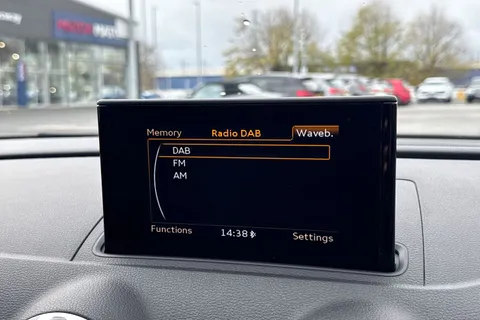 Memory Radio DAB Waveb.
DAB
FM
AM
Functions 14:38 Settings